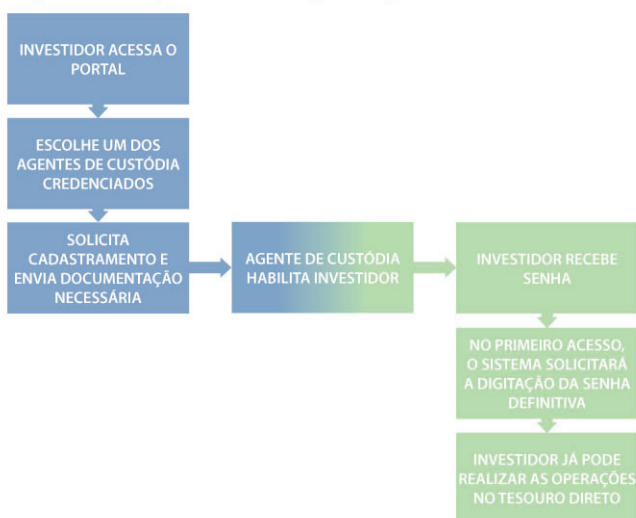 INVESTIDOR ACESSA O
PORTAL
ESCOLHE UM DOS
AGENTES DE CUSTÓDIA
CREDENCIADOS
SOLICITA
CADASTRAMENTO E
ENVIA DOCUMENTAÇÃO
NECESSÁRIA
AGENTE DE CUSTÓDIA
HABILITA INVESTIDOR
INVESTIDOR RECEBE
SENHA
NO PRIMEIRO ACESSO,
O SISTEMA SOLICITARÁ
A DIGITAÇÃO DA SENHA
DEFINITIVA
INVESTIDOR JÁ PODE
REALIZAR AS OPERAÇÕES
NO TESOURO DIRETO